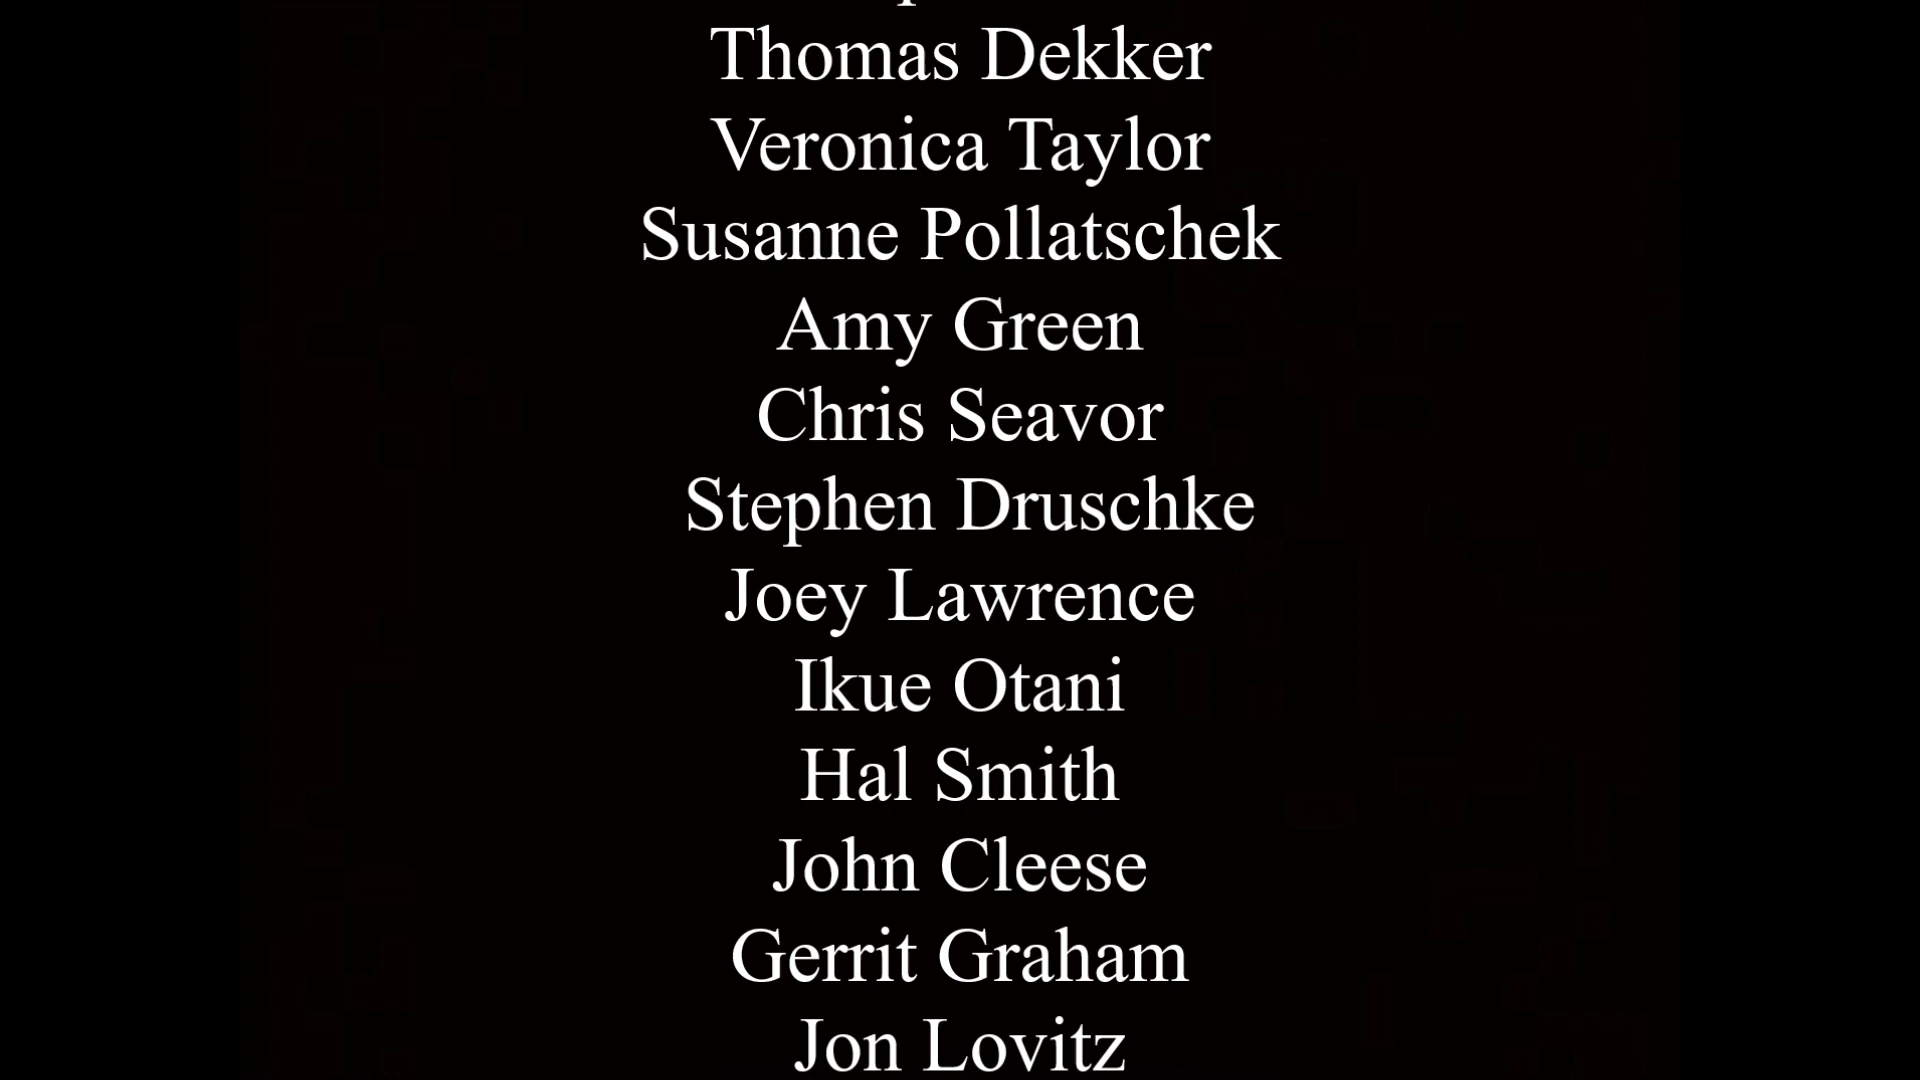 Thomas Dekker
Veronica Taylor
Susanne Pollatschek
Amy Green
Chris Seavor
Stephen Druschke
Joey Lawrence
Ikue Otani
Hal Smith
John Cleese
Gerrit Graham
Jon Lovitz